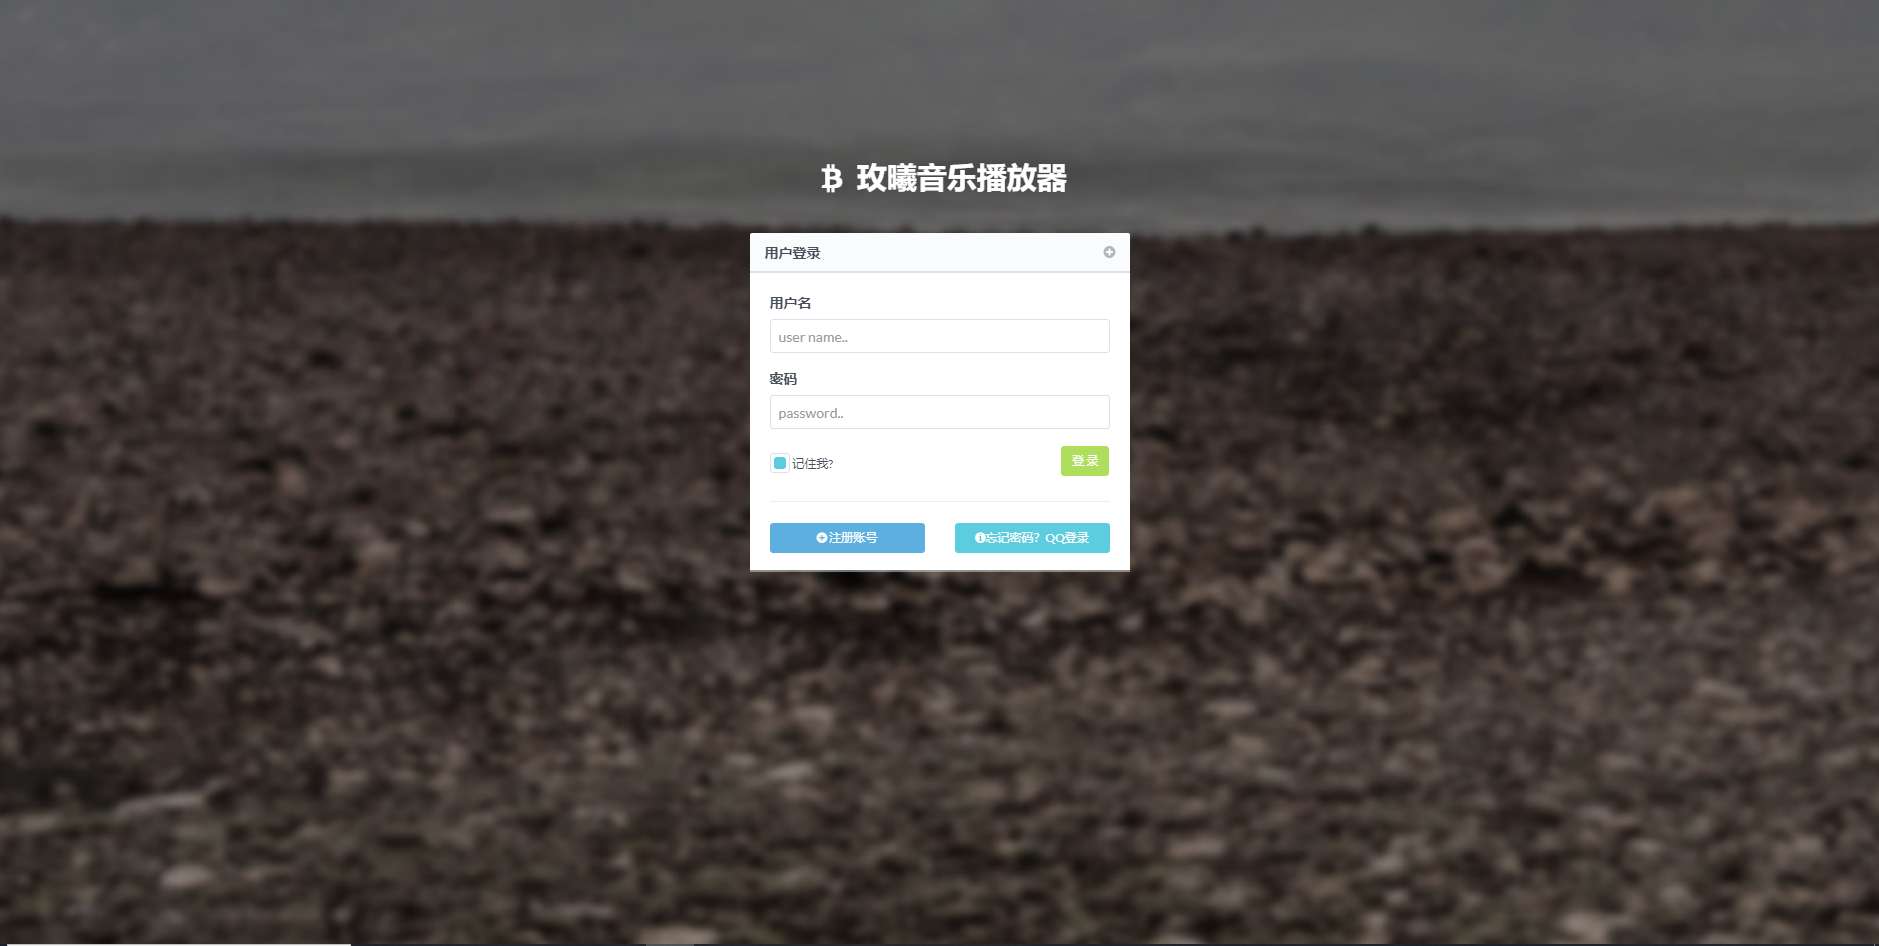 玫曦音乐播放器
用户登录
用户名
user name..
密码
password..
记住我?
登录
注册账号
忘记密码？QQ登录